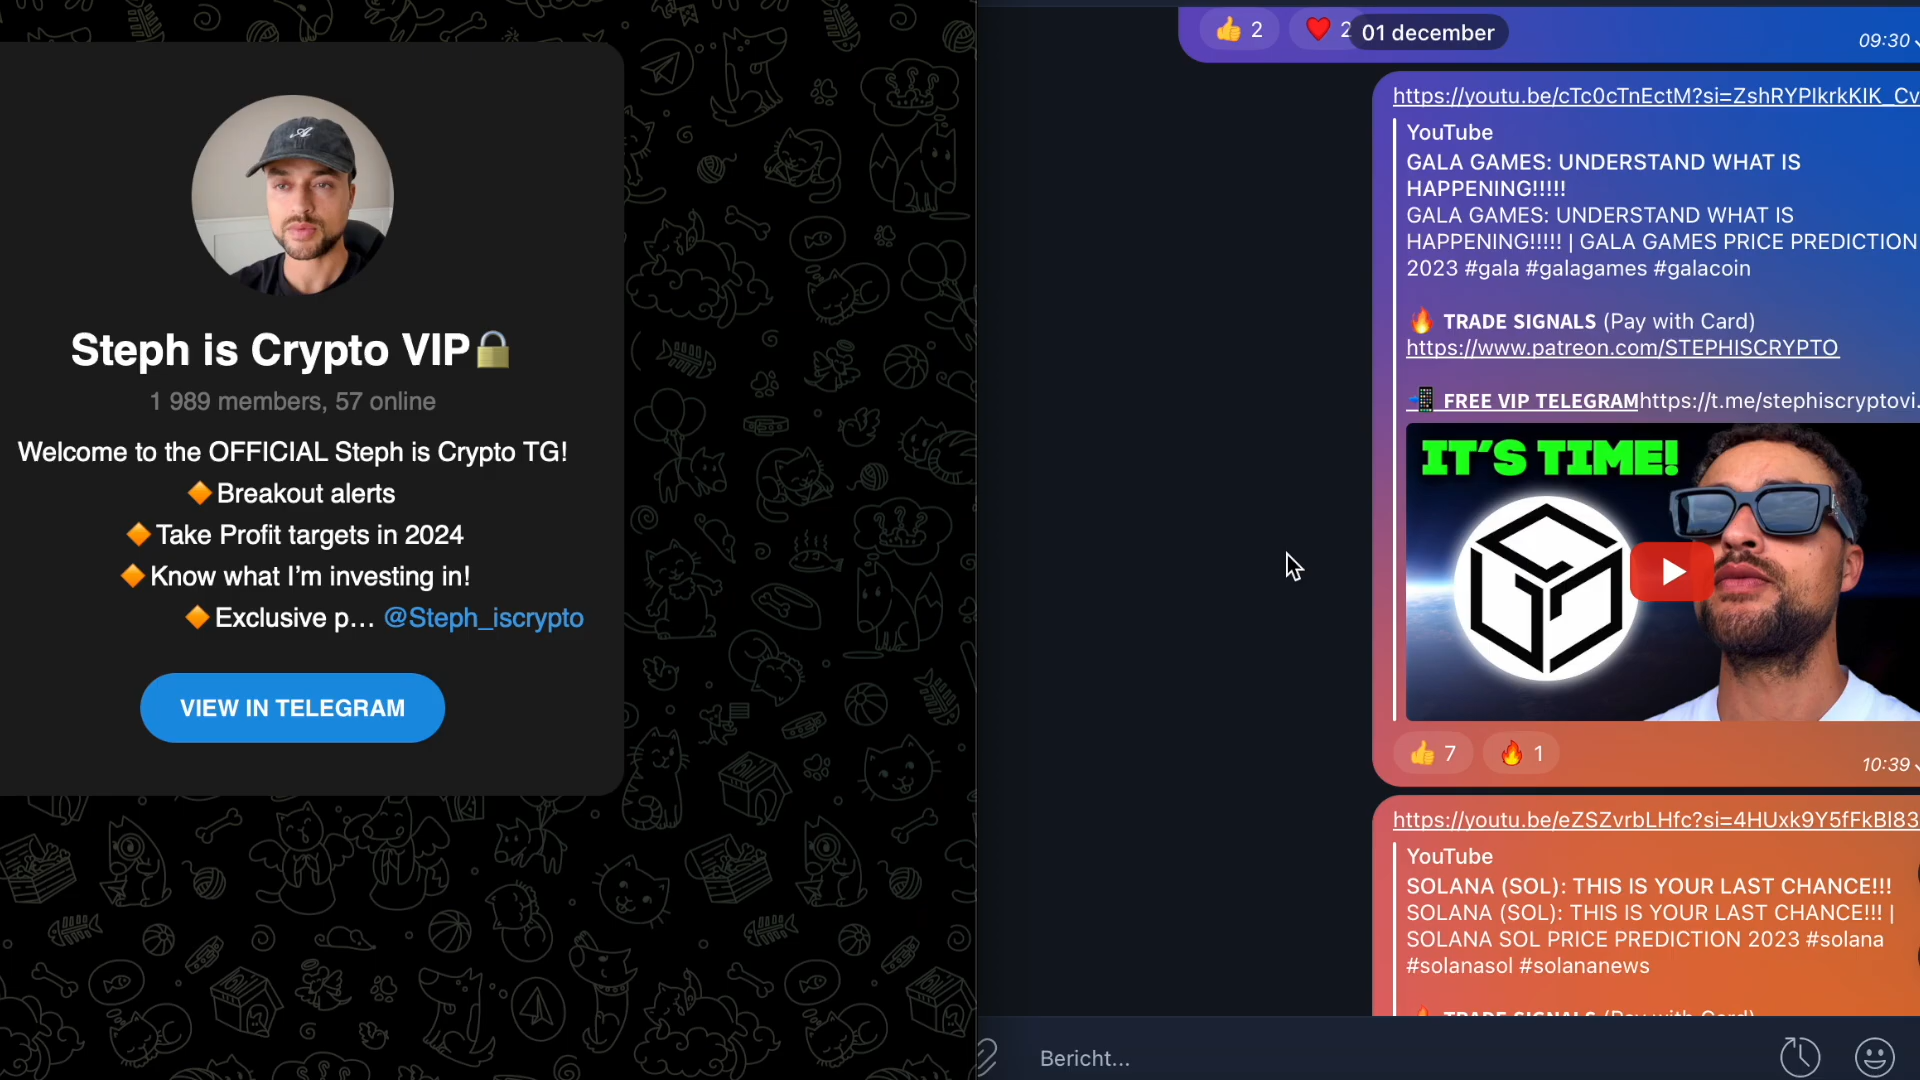 Steph is Crypto VIP🔒
1 989 members, 57 online
Welcome to the OFFICIAL Steph is Crypto TG!
🔶Breakout alerts
🔶Take Profit targets in 2024
🔶Know what I'm investing in!
🔶Exclusive p... @Steph_iscrypto
VIEW IN TELEGRAM
👍 2 ❤️ 2
01 december
09:30
https://youtu.be/cTc0cTnEctM?si=ZshRYPIkrkKIK_Cv
YouTube
GALA GAMES: UNDERSTAND WHAT IS
HAPPENING!!!!!
GALA GAMES: UNDERSTAND WHAT IS
HAPPENING!!!!! | GALA GAMES PRICE PREDICTION
2023 #gala #galagames #galacoin
🔥 TRADE SIGNALS (Pay with Card)
https://www.patreon.com/STEPHISCRYPTO
📲 FREE VIP TELEGRAMhttps://t.me/stephiscryptovi.
IT'S TIME!
👍 7 🔥 1
10:39
https://youtu.be/eZSZvrbLHfc?si=4HUxk9Y5fFkBI83
YouTube
SOLANA (SOL): THIS IS YOUR LAST CHANCE!!!
SOLANA (SOL): THIS IS YOUR LAST CHANCE!!! |
SOLANA SOL PRICE PREDICTION 2023 #solana
#solanasol #solananews
🔥 TRADE SIGNALS (Pay with Card)
Bericht...